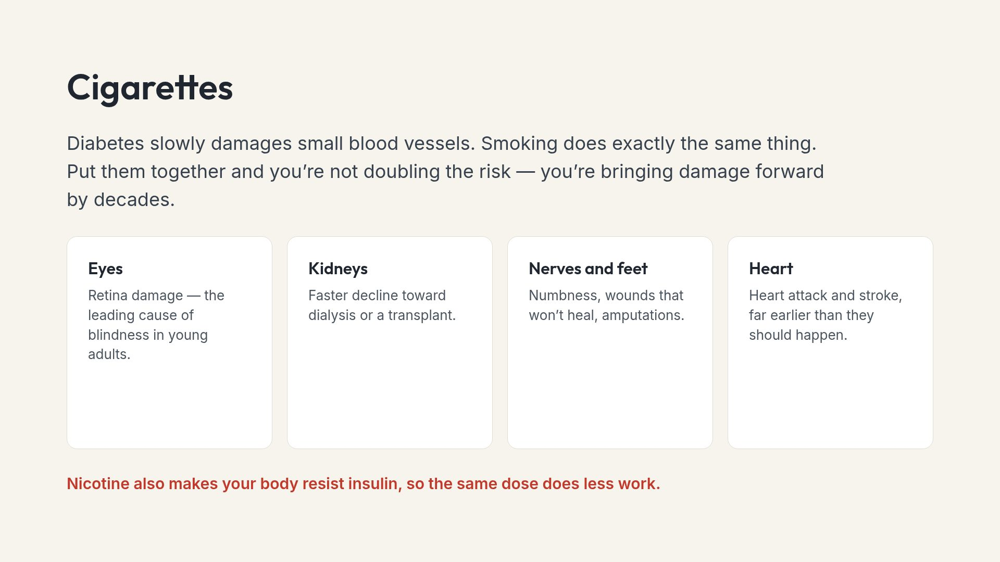 Cigarettes
Diabetes slowly damages small blood vessels. Smoking does exactly the same thing.
Put them together and you’re not doubling the risk — you’re bringing damage forward
by decades.
Eyes
Retina damage — the
leading cause of
blindness in young
adults.
Kidneys
Faster decline toward
dialysis or a transplant.
Nerves and feet
Numbness, wounds that
won’t heal, amputations.
Heart
Heart attack and stroke,
far earlier than they
should happen.
Nicotine also makes your body resist insulin, so the same dose does less work.